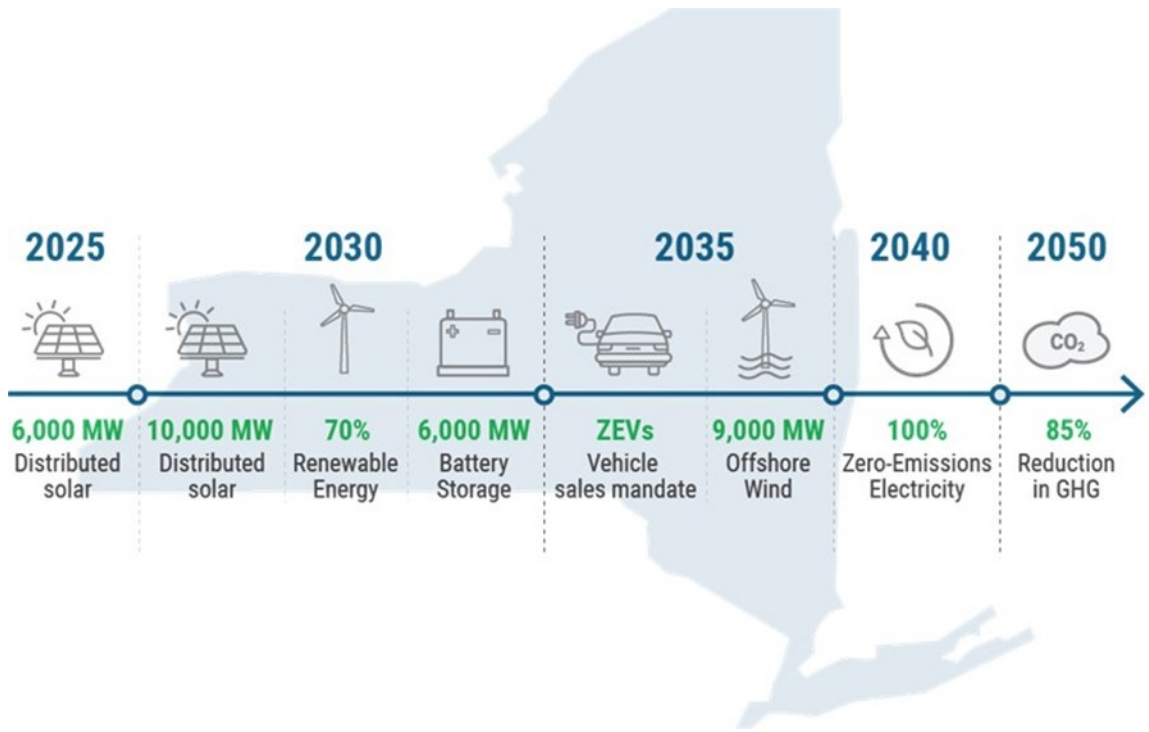 2025
2030
2035
2040
2050
CO₂
6,000 MW
Distributed
solar
10,000 MW
Distributed
solar
70%
Renewable
Energy
6,000 MW
Battery
Storage
ZEVs
Vehicle
sales mandate
9,000 MW
Offshore
Wind
100%
Zero-Emissions
Electricity
85%
Reduction
in GHG